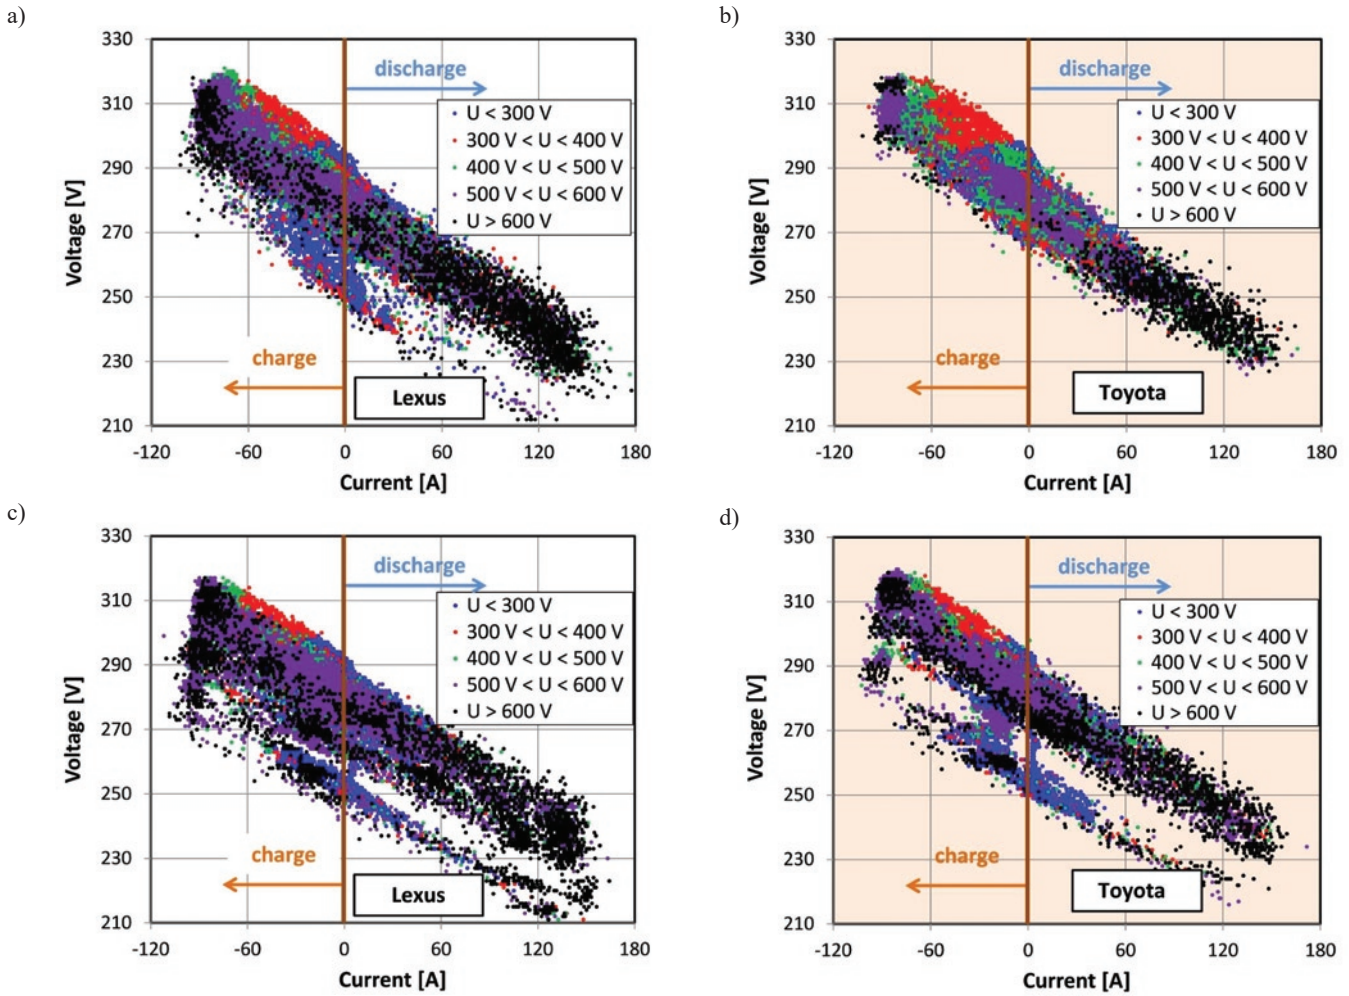 a)
330
310
290
270
250
230
210
-120
-60
0
60
120
180
Voltage [V]
Current [A]
discharge
U < 300 V
300 V < U < 400 V
400 V < U < 500 V
500 V < U < 600 V
U > 600 V
charge
Lexus
b)
330
310
290
270
250
230
210
-120
-60
0
60
120
180
Voltage [V]
Current [A]
discharge
U < 300 V
300 V < U < 400 V
400 V < U < 500 V
500 V < U < 600 V
U > 600 V
charge
Toyota
c)
330
310
290
270
250
230
210
-120
-60
0
60
120
180
Voltage [V]
Current [A]
discharge
U < 300 V
300 V < U < 400 V
400 V < U < 500 V
500 V < U < 600 V
U > 600 V
charge
Lexus
d)
330
310
290
270
250
230
210
-120
-60
0
60
120
180
Voltage [V]
Current [A]
discharge
U < 300 V
300 V < U < 400 V
400 V < U < 500 V
500 V < U < 600 V
U > 600 V
charge
Toyota